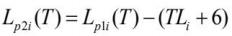 L_{p2i}(T) = L_{p1i}(T) − (TL_i + 6)